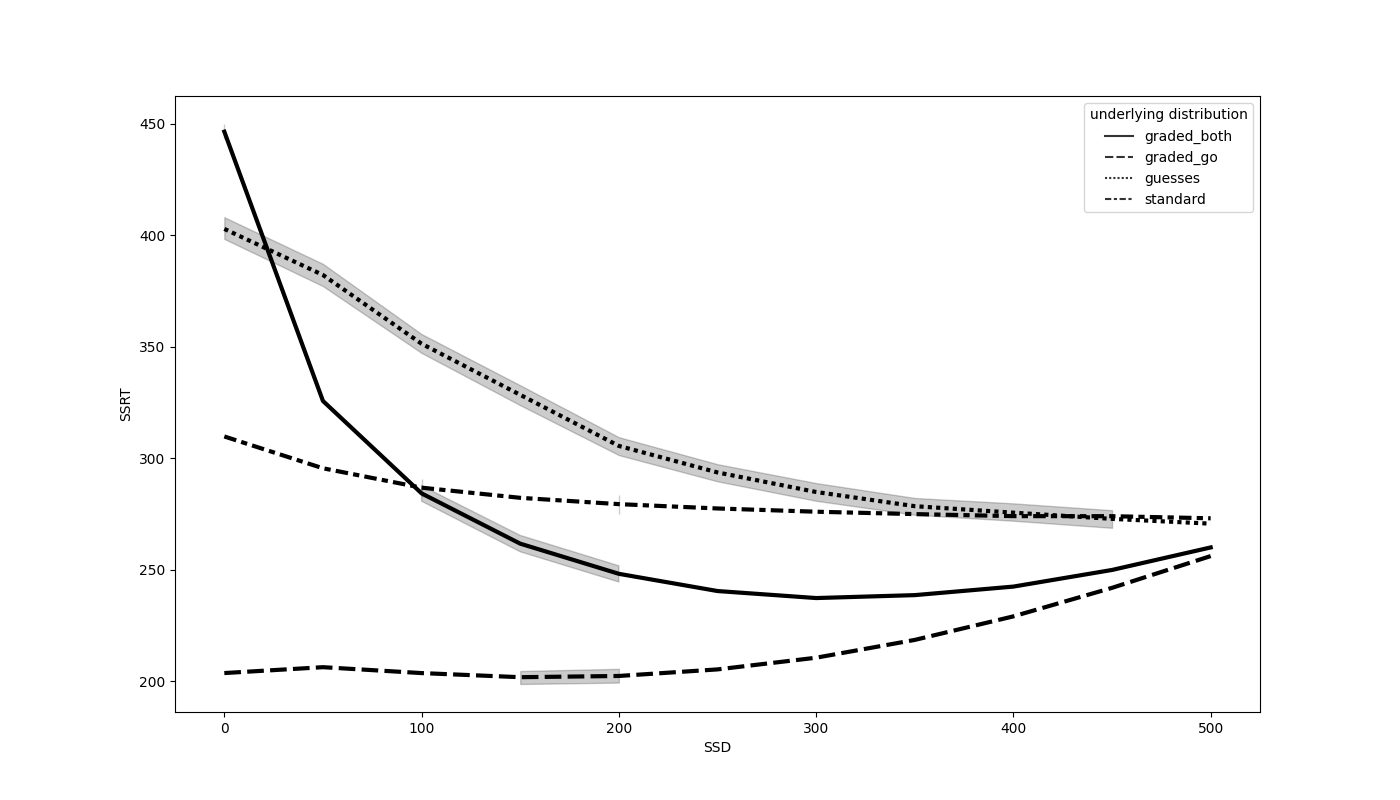 underlying distribution
graded_both
graded_go
guesses
standard
450
400
350
300
250
200
SSRT
0 100 200 300 400 500
SSD